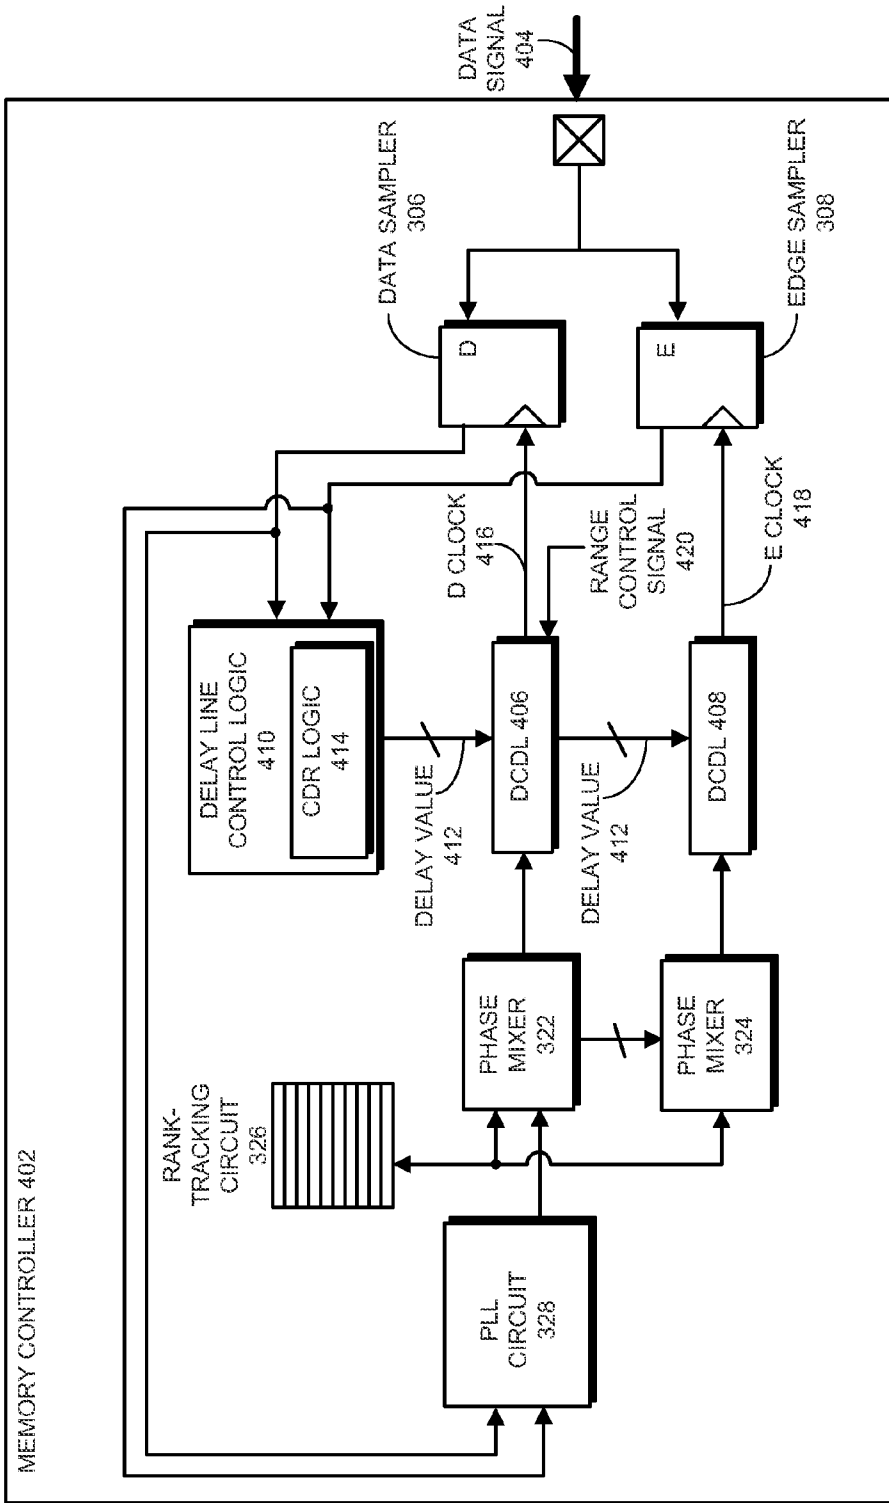 MEMORY CONTROLLER 402
RANK-
TRACKING
CIRCUIT
326
DELAY LINE
CONTROL LOGIC
410
CDR LOGIC
414
DATA SAMPLER
306
DATA
SIGNAL
404
PLL
CIRCUIT
328
PHASE
MIXER
322
DELAY VALUE
412
DCDL 406
D CLOCK
416
D
RANGE
CONTROL
SIGNAL
420
DELAY VALUE
412
PHASE
MIXER
324
DCDL 408
E CLOCK
418
E
EDGE SAMPLER
308